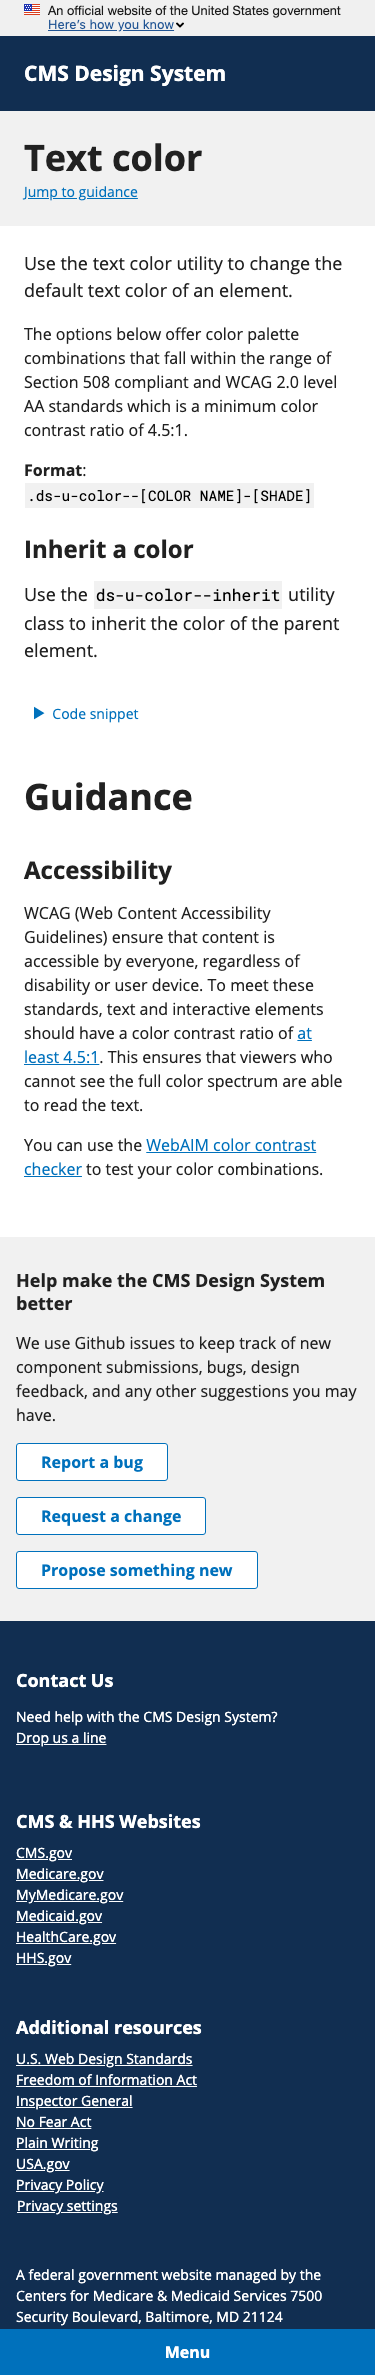 An official website of the United States government
Here's how you know
CMS Design System
Text color
Jump to guidance
Use the text color utility to change the
default text color of an element.
The options below offer color palette
combinations that fall within the range of
Section 508 compliant and WCAG 2.0 level
AA standards which is a minimum color
contrast ratio of 4.5:1.
Format:
.ds-u-color--[COLOR NAME]-[SHADE]
Inherit a color
Use the ds-u-color--inherit utility
class to inherit the color of the parent
element.
Code snippet
Guidance
Accessibility
WCAG (Web Content Accessibility
Guidelines) ensure that content is
accessible by everyone, regardless of
disability or user device. To meet these
standards, text and interactive elements
should have a color contrast ratio of at
least 4.5:1. This ensures that viewers who
cannot see the full color spectrum are able
to read the text.
You can use the WebAIM color contrast
checker to test your color combinations.
Help make the CMS Design System
better
We use Github issues to keep track of new
component submissions, bugs, design
feedback, and any other suggestions you may
have.
Report a bug
Request a change
Propose something new
Contact Us
Need help with the CMS Design System?
Drop us a line
CMS & HHS Websites
CMS.gov
Medicare.gov
MyMedicare.gov
Medicaid.gov
HealthCare.gov
HHS.gov
Additional resources
U.S. Web Design Standards
Freedom of Information Act
Inspector General
No Fear Act
Plain Writing
USA.gov
Privacy Policy
Privacy settings
A federal government website managed by the
Centers for Medicare & Medicaid Services 7500
Security Boulevard, Baltimore, MD 21124
Menu